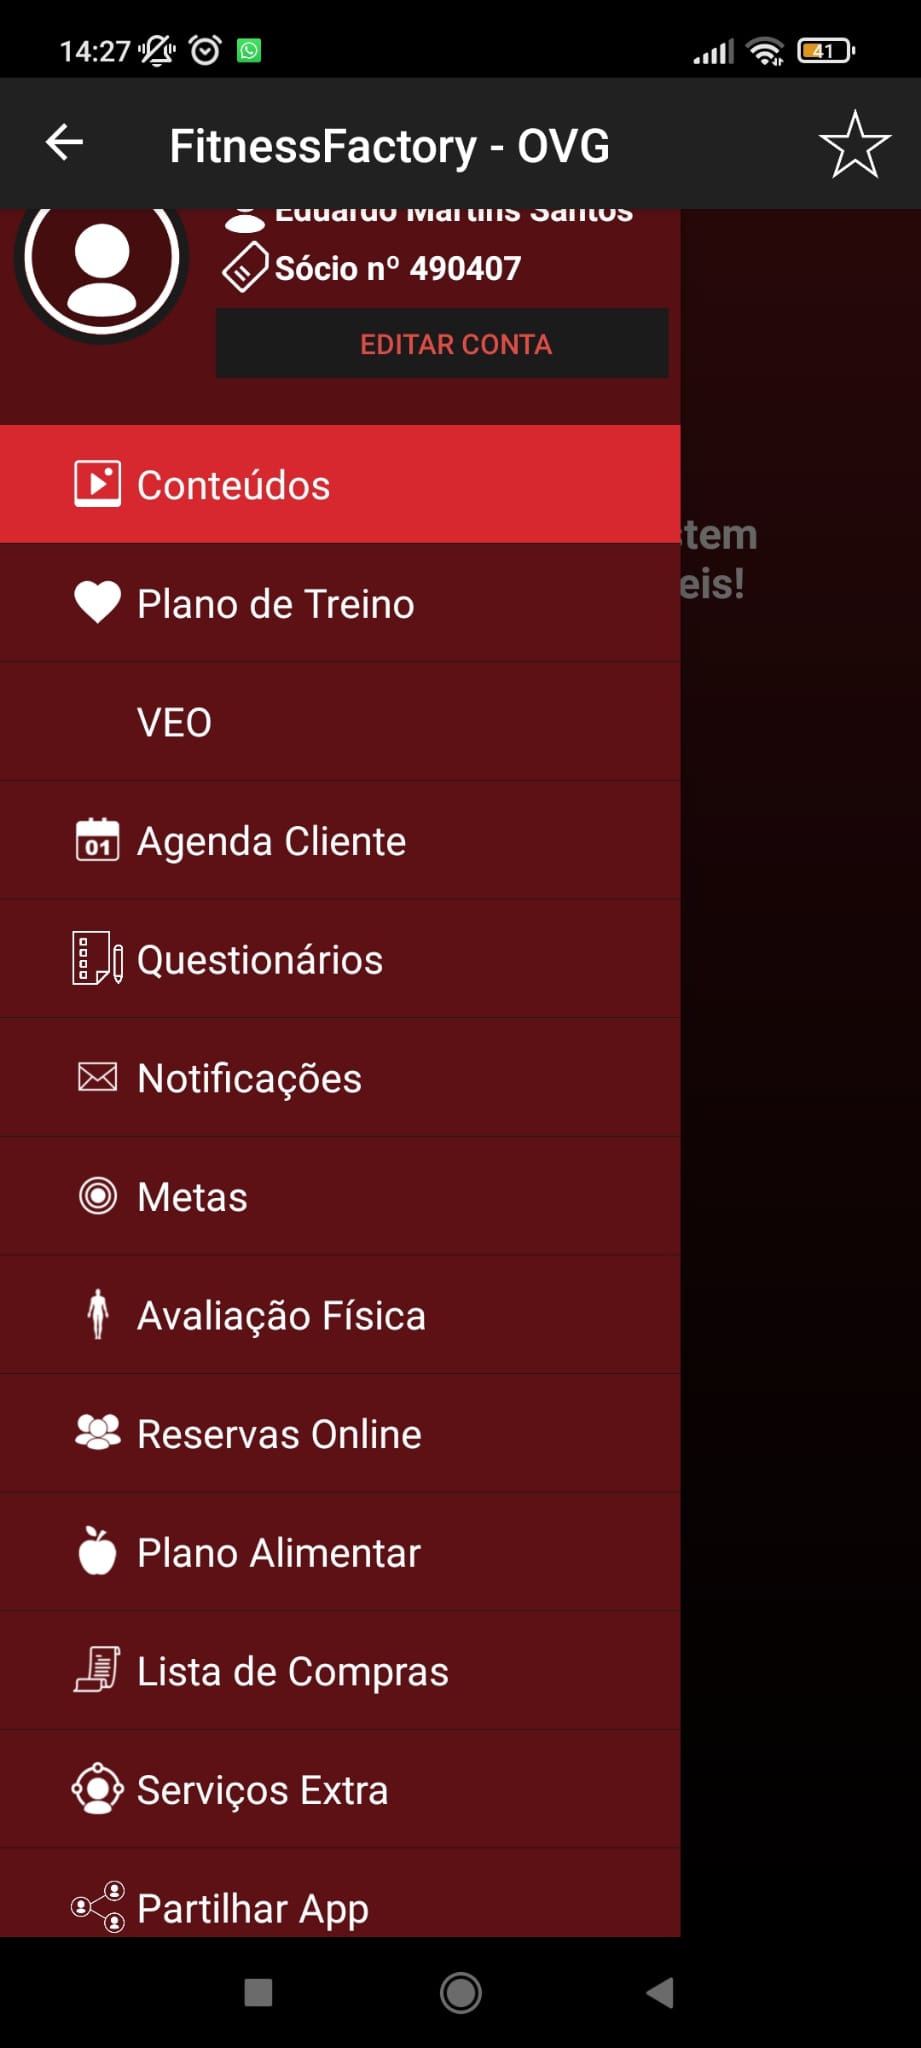 14:27
41
FitnessFactory - OVG
Eduardo Martins Santos
Sócio nº 490407
EDITAR CONTA
Conteúdos
tem
eis!
Plano de Treino
VEO
01
Agenda Cliente
Questionários
Notificações
Metas
Avaliação Física
Reservas Online
Plano Alimentar
Lista de Compras
Serviços Extra
Partilhar App